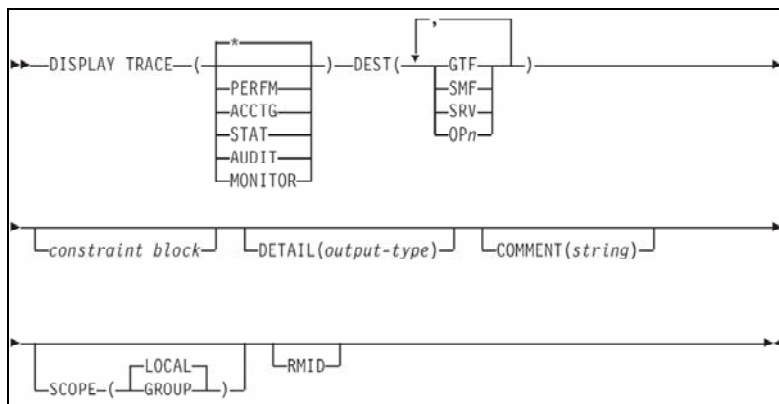 *
,
DISPLAY TRACE ( ) DEST( GTF )
PERFM SMF
ACCTG SRV
STAT OPn
AUDIT
MONITOR
constraint block DETAIL(output-type) COMMENT(string)
LOCAL RMID
SCOPE ( GROUP )